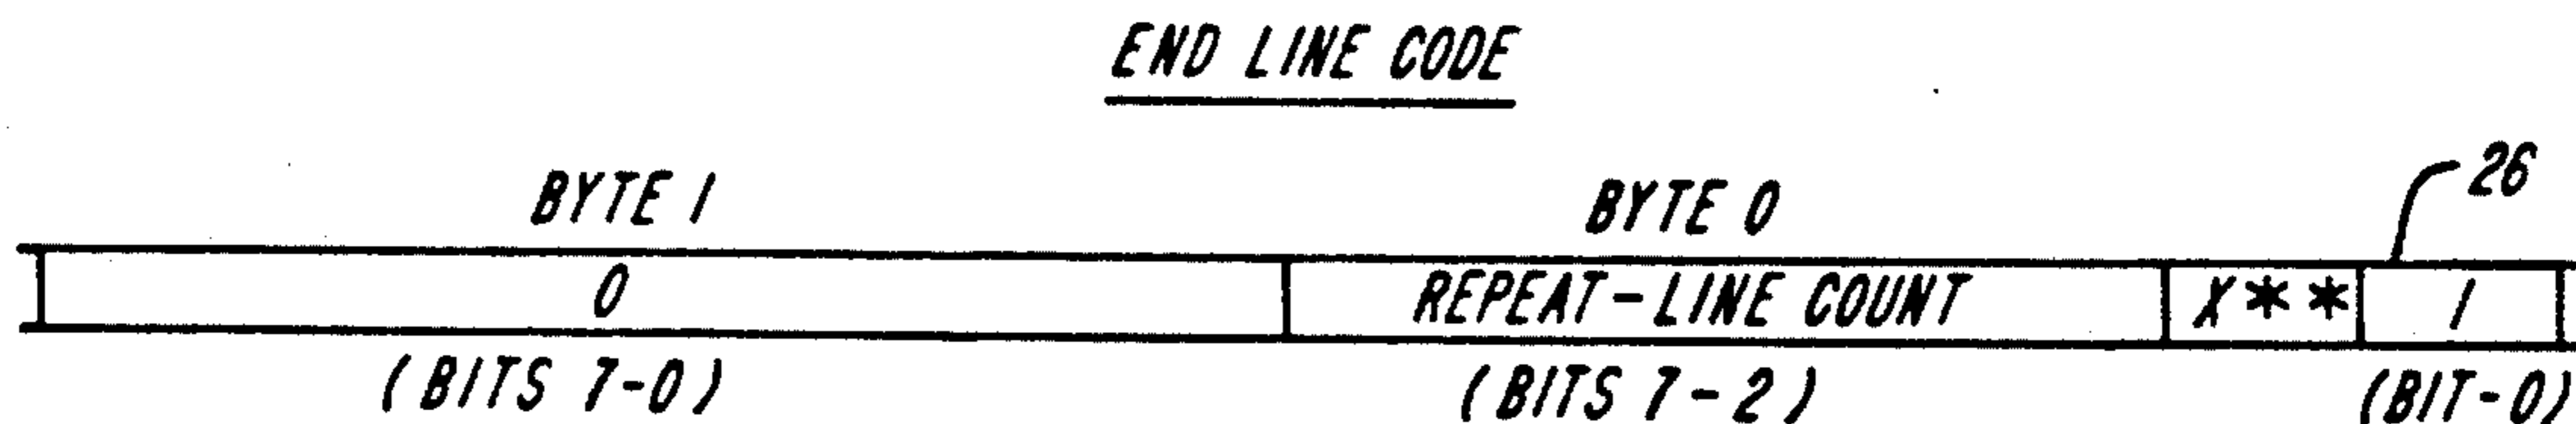 END LINE CODE
BYTE 1 BYTE 0 26
0 REPEAT-LINE COUNT X** 1
(BITS 7-0) (BITS 7-2) (BIT-0)